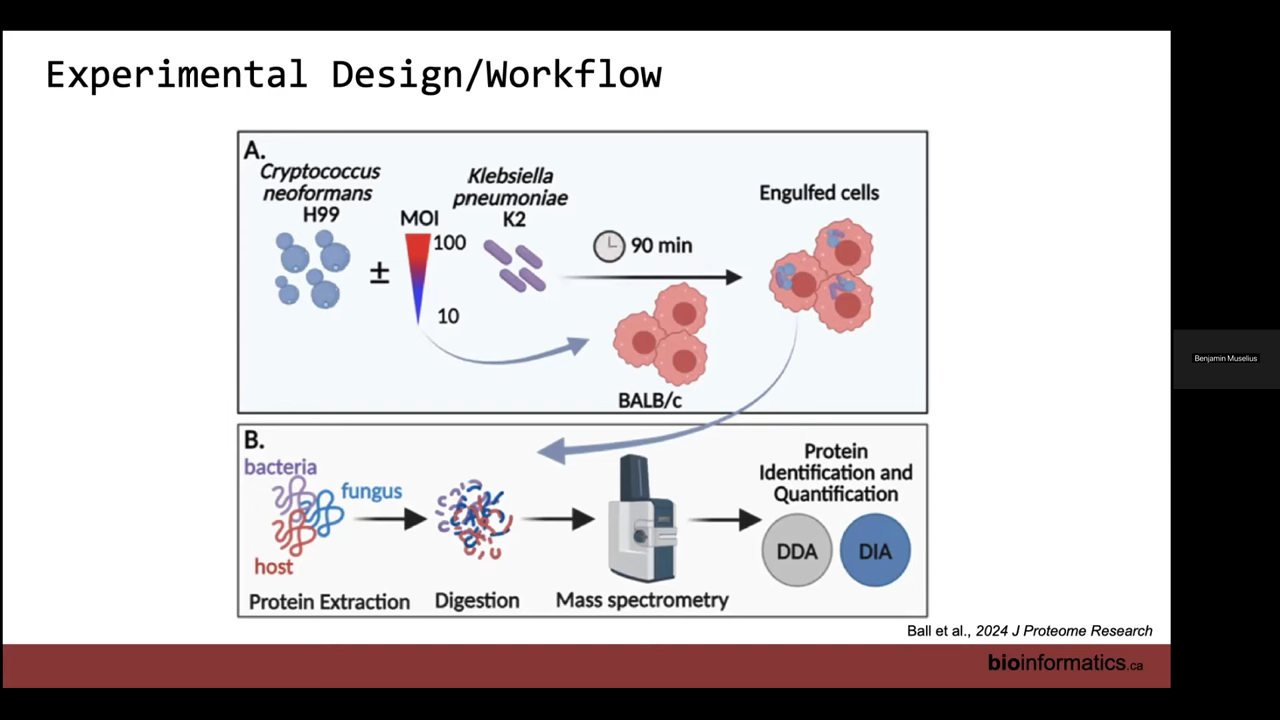 Experimental Design/Workflow
A.
Cryptococcus
neoformans
H99
±
MOI
100
10
Klebsiella
pneumoniae
K2
90 min
BALB/c
Engulfed cells
B.
bacteria
fungus
host
Protein Extraction
Digestion
Mass spectrometry
Protein
Identification and
Quantification
DDA
DIA
Ball et al., 2024 J Proteome Research
bioinformatics.ca
Benjamin Muselius